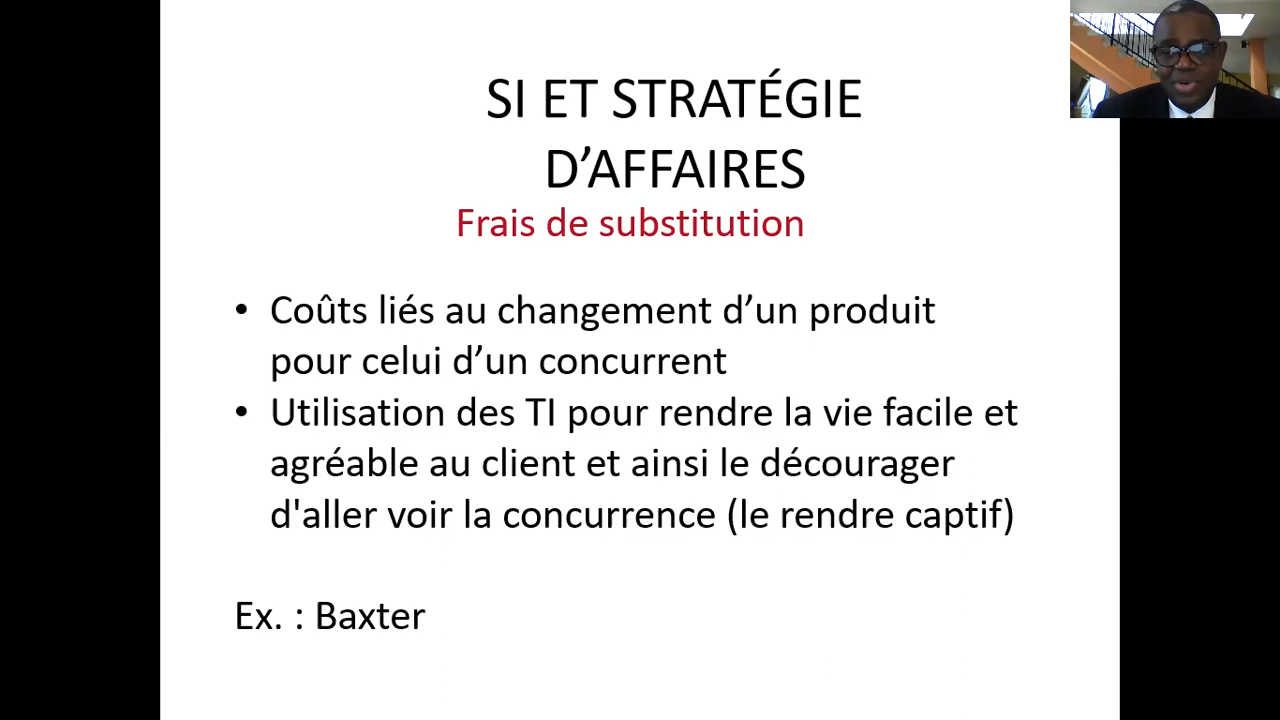 SI ET STRATÉGIE
D’AFFAIRES
Frais de substitution
• Coûts liés au changement d’un produit
pour celui d’un concurrent
• Utilisation des TI pour rendre la vie facile et
agréable au client et ainsi le décourager
d'aller voir la concurrence (le rendre captif)
Ex. : Baxter